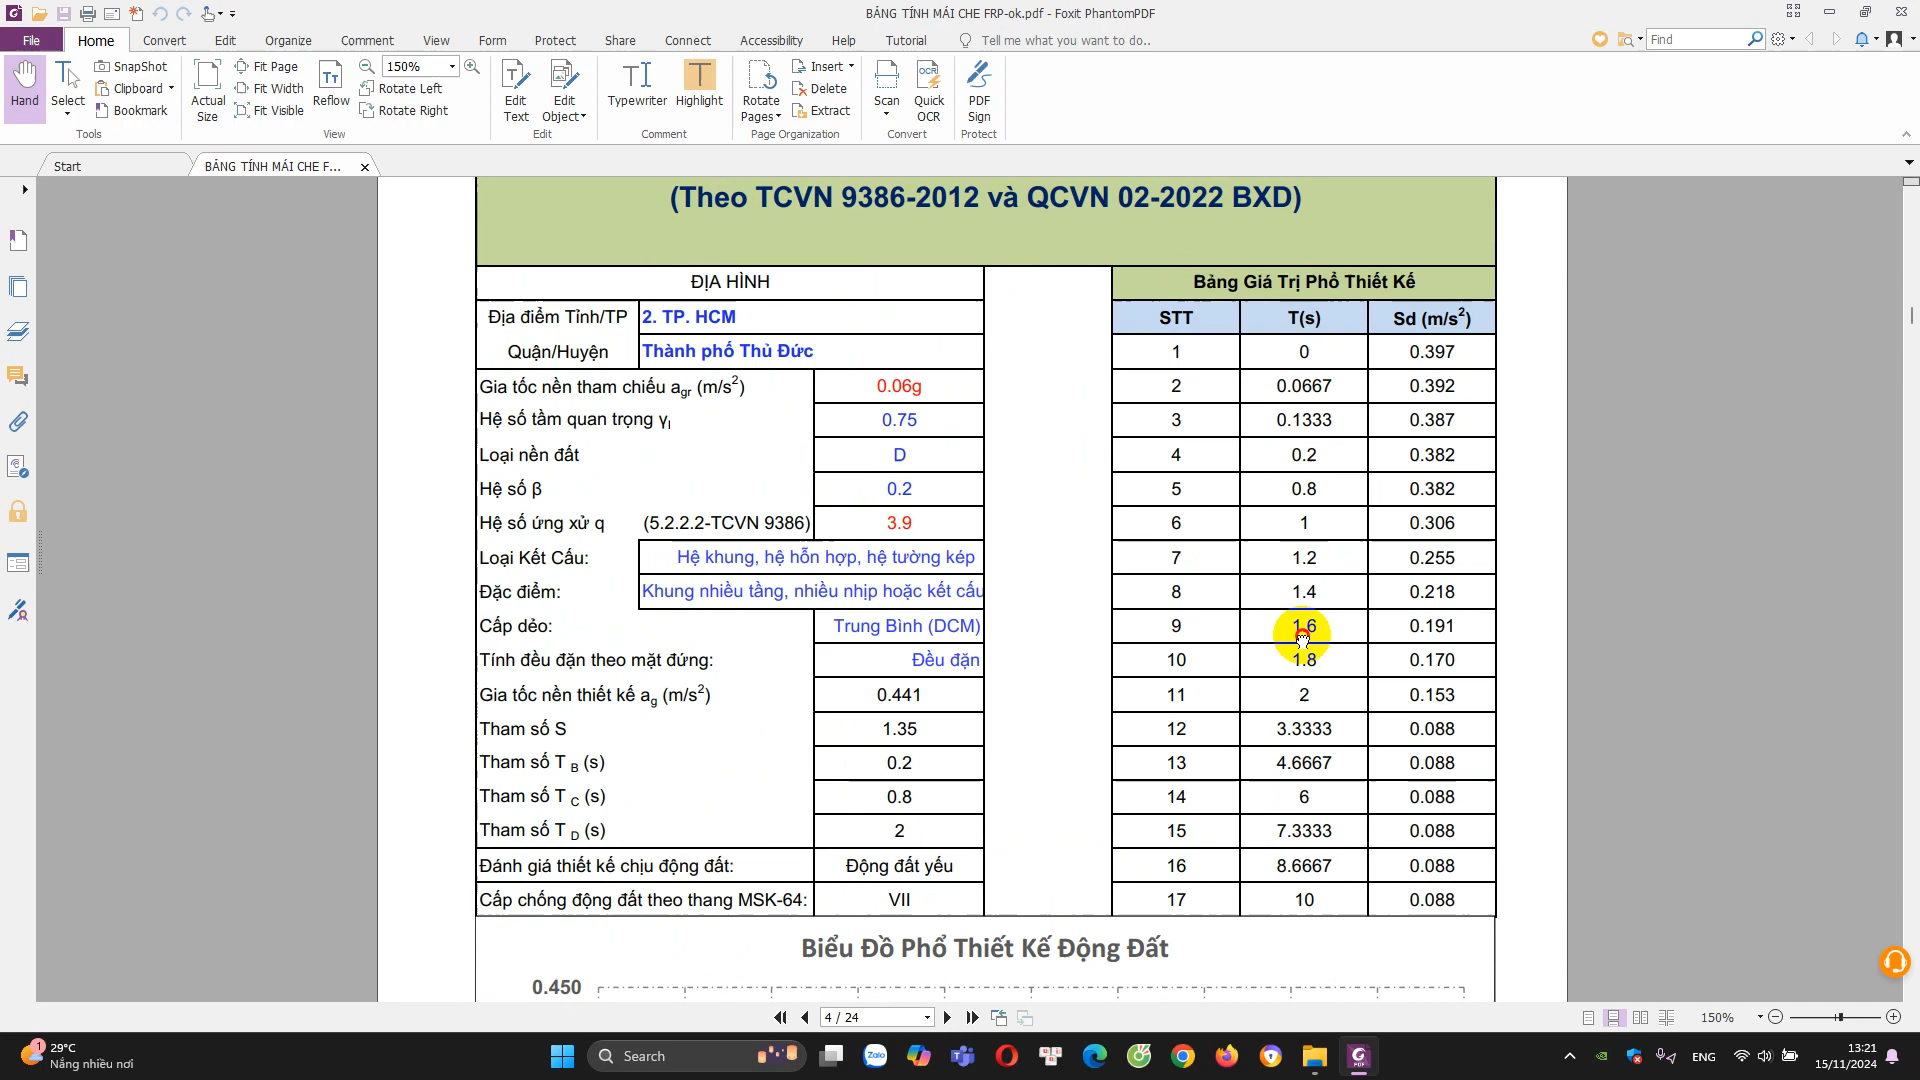 BẢNG TÍNH MÁI CHE FRP-ok.pdf - Foxit PhantomPDF
File Home Convert Edit Organize Comment View Form Protect Share Connect Accessibility Help Tutorial Tell me what you want to do.. Find
Hand
Select
SnapShot
Clipboard
Bookmark
Tools
Actual Size
Fit Page
Fit Width
Fit Visible
Reflow
150%
Rotate Left
Rotate Right
View
Edit Text
Edit Object
Edit
Typewriter
Highlight
Comment
Rotate Pages
Insert
Delete
Extract
Page Organization
Scan
Quick OCR
Convert
PDF Sign
Protect
Start
BẢNG TÍNH MÁI CHE F...
(Theo TCVN 9386-2012 và QCVN 02-2022 BXD)
ĐỊA HÌNH
Địa điểm Tỉnh/TP 2. TP. HCM
Quận/Huyện Thành phố Thủ Đức
Gia tốc nền tham chiếu agr (m/s²) 0.06g
Hệ số tầm quan trọng γI 0.75
Loại nền đất D
Hệ số β 0.2
Hệ số ứng xử q (5.2.2.2-TCVN 9386) 3.9
Loại Kết Cấu: Hệ khung, hệ hỗn hợp, hệ tường kép
Đặc điểm: Khung nhiều tầng, nhiều nhịp hoặc kết cấu
Cấp dẻo: Trung Bình (DCM)
Tính đều đặn theo mặt đứng: Đều đặn
Gia tốc nền thiết kế ag (m/s²) 0.441
Tham số S 1.35
Tham số T B (s) 0.2
Tham số T C (s) 0.8
Tham số T D (s) 2
Đánh giá thiết kế chịu động đất: Động đất yếu
Cấp chống động đất theo thang MSK-64: VII
Bảng Giá Trị Phổ Thiết Kế
STT T(s) Sd (m/s²)
1 0 0.397
2 0.0667 0.392
3 0.1333 0.387
4 0.2 0.382
5 0.8 0.382
6 1 0.306
7 1.2 0.255
8 1.4 0.218
9 1.6 0.191
10 1.8 0.170
11 2 0.153
12 3.3333 0.088
13 4.6667 0.088
14 6 0.088
15 7.3333 0.088
16 8.6667 0.088
17 10 0.088
Biểu Đồ Phổ Thiết Kế Động Đất
0.450
4 / 24
150%
1
29°C
Nắng nhiều nơi
Search
Zalo
ENG
13:21
15/11/2024